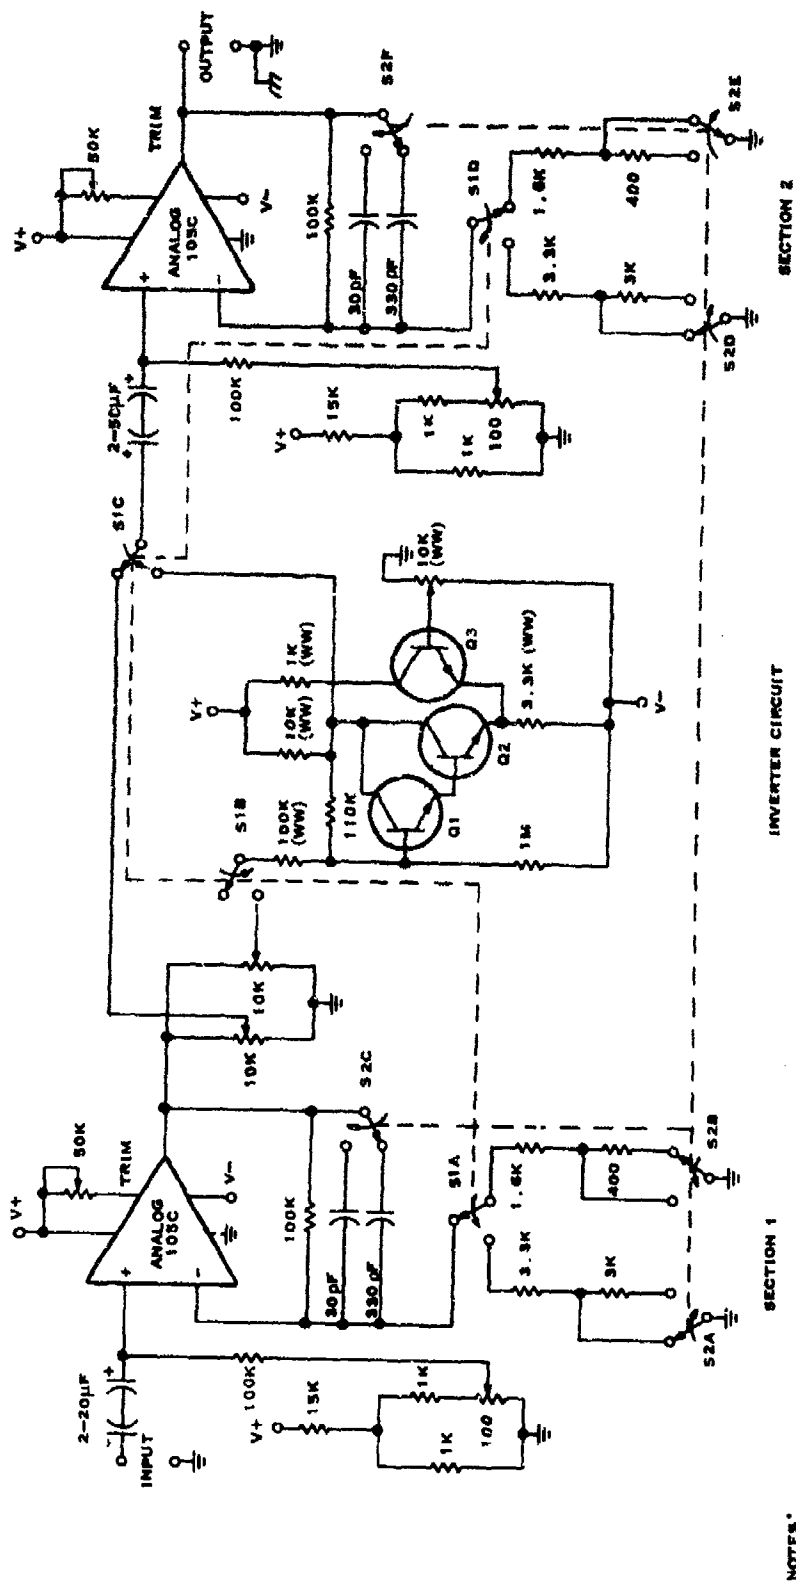 V+
50K
ANALOG
105C
TRIM
V-
+
-
2-20µF
INPUT
100K
15K
V+
1K
1K
100
100K
30pF
330pF
S2C
S1A
3.3K
1.6K
3K
400
S2A
S2B
SECTION 1
10K
10K
S1B
100K
(WW)
110K
V+
10K
(WW)
1K
(WW)
Q1
Q2
Q3
1M
3.3K (WW)
10K
(WW)
V-
INVERTER CIRCUIT
S1C
2-50µF
V+
50K
ANALOG
105C
TRIM
V-
+
-
OUTPUT
100K
V+
15K
1K
1K
100
100K
30pF
330pF
S2F
S1D
3.3K
1.6K
3K
400
S2D
S2E
SECTION 2
NOTES: